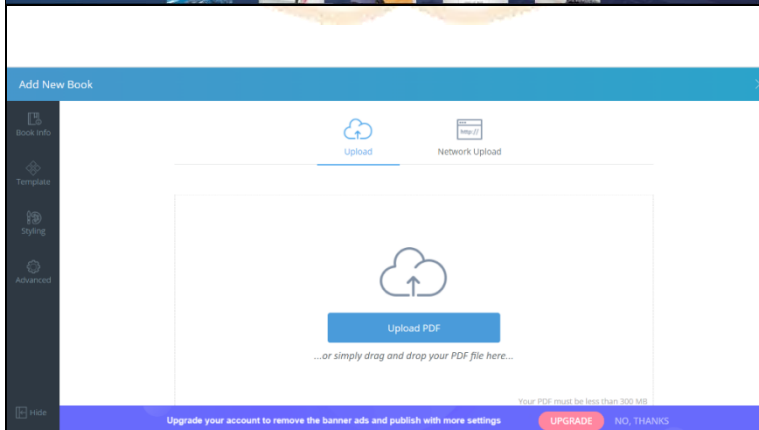 Add New Book
Book Info
Template
Styling
Advanced
Hide
http://
Upload
Network Upload
Upload PDF
...or simply drag and drop your PDF file here...
Your PDF must be less than 300 MB
Upgrade your account to remove the banner ads and publish with more settings
UPGRADE
NO, THANKS